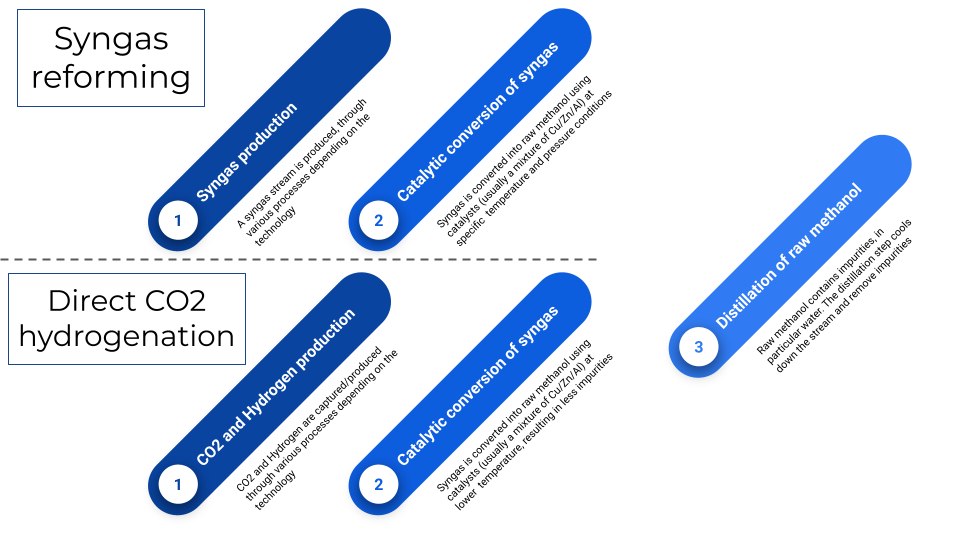 Syngas
reforming
1
Syngas production
A syngas stream is produced, through
various processes depending on the
technology
2
Catalytic conversion of syngas
Syngas is converted into raw methanol using
catalysts (usually a mixture of Cu/Zn/Al) at
specific temperature and pressure conditions
Direct CO2
hydrogenation
1
CO2 and Hydrogen production
CO2 and Hydrogen are captured/produced
through various processes depending on the
technology
2
Catalytic conversion of syngas
Syngas is converted into raw methanol using
catalysts (usually a mixture of Cu/Zn/Al) at
lower temperature, resulting in less impurities
3
Distillation of raw methanol
Raw methanol contains impurities, in
particular water. The distillation step cools
down the stream and remove impurities